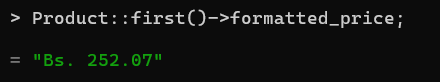 > Product::first()->formatted_price;
= "Bs. 252.07"